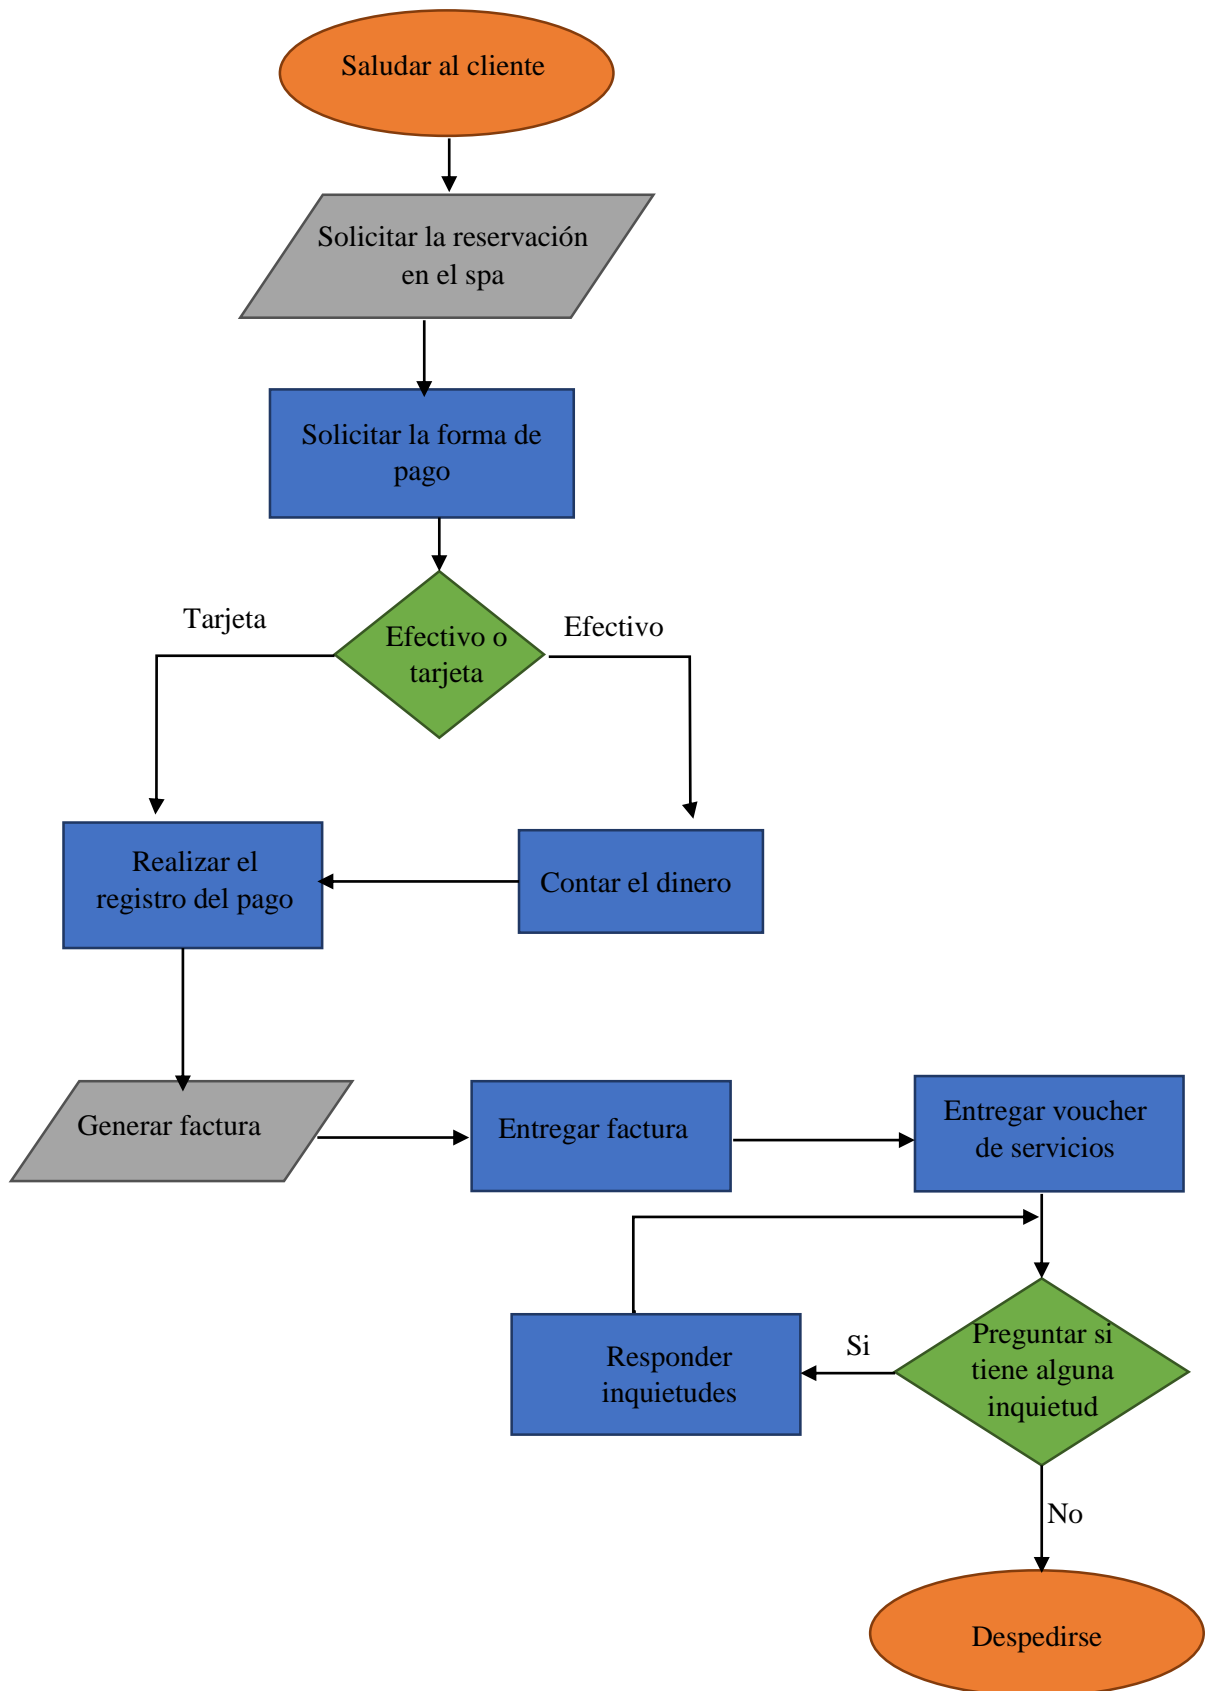 Saludar al cliente
Solicitar la reservación
en el spa
Solicitar la forma de
pago
Tarjeta
Efectivo o
tarjeta
Efectivo
Realizar el
registro del pago
Contar el dinero
Generar factura
Entregar factura
Entregar voucher
de servicios
Responder
inquietudes
Si
Preguntar si
tiene alguna
inquietud
No
Despedirse